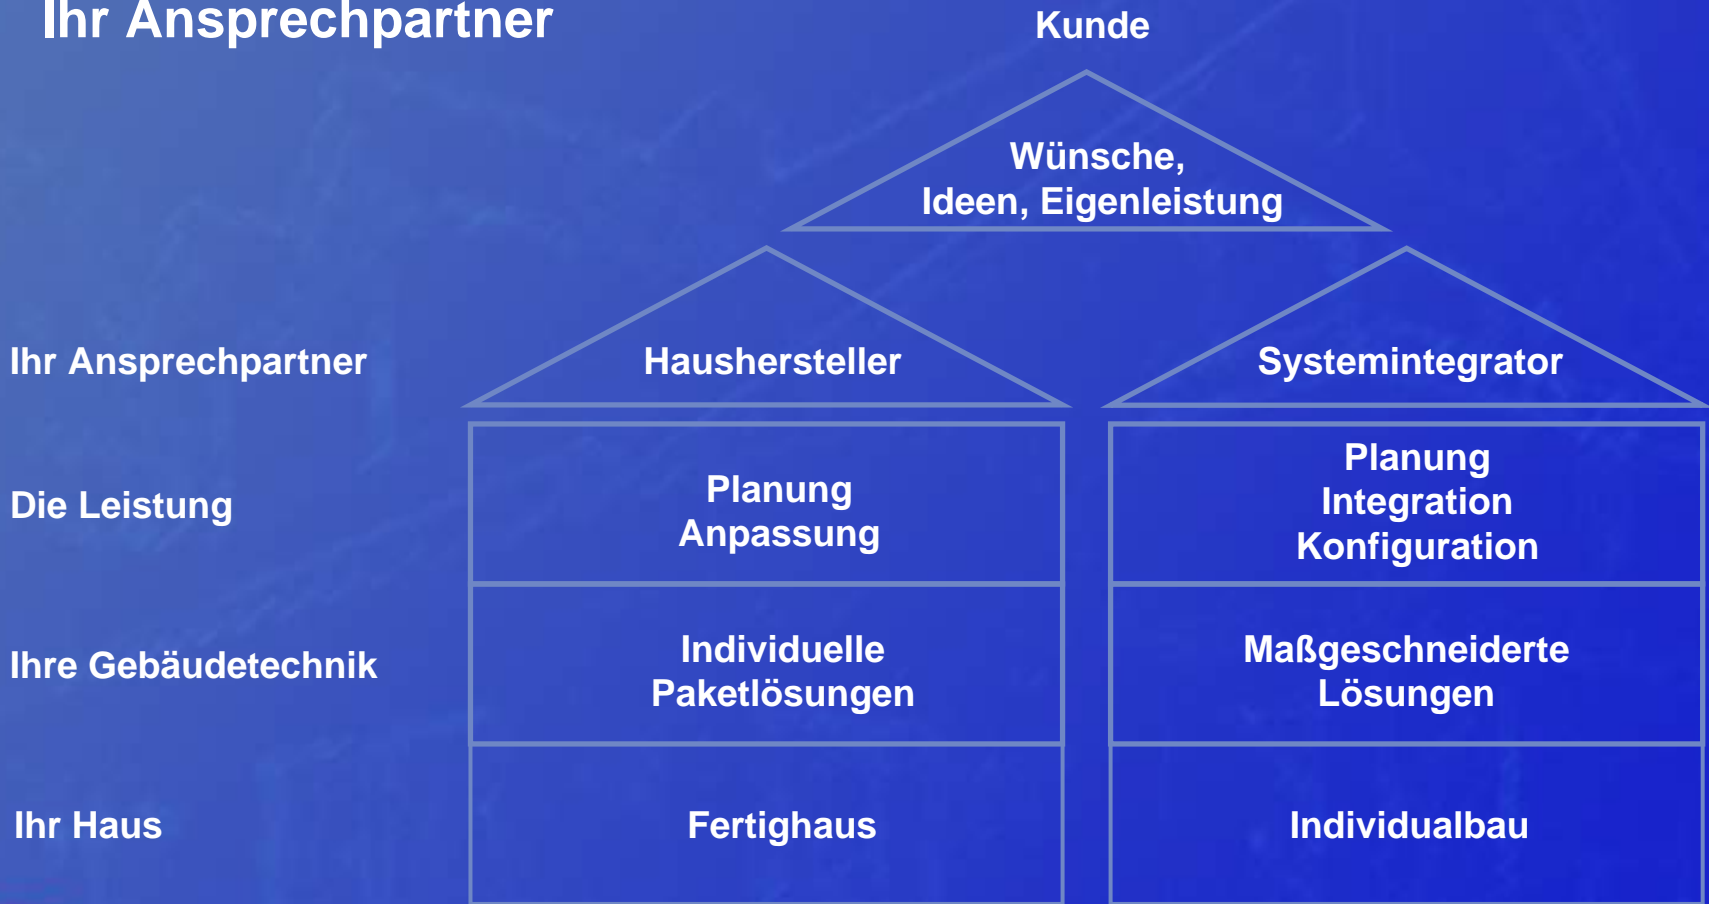 Ihr Ansprechpartner
Kunde
Wünsche,
Ideen, Eigenleistung
Ihr Ansprechpartner
Haushersteller
Systemintegrator
Die Leistung
Planung
Anpassung
Planung
Integration
Konfiguration
Ihre Gebäudetechnik
Individuelle
Paketlösungen
Maßgeschneiderte
Lösungen
Ihr Haus
Fertighaus
Individualbau